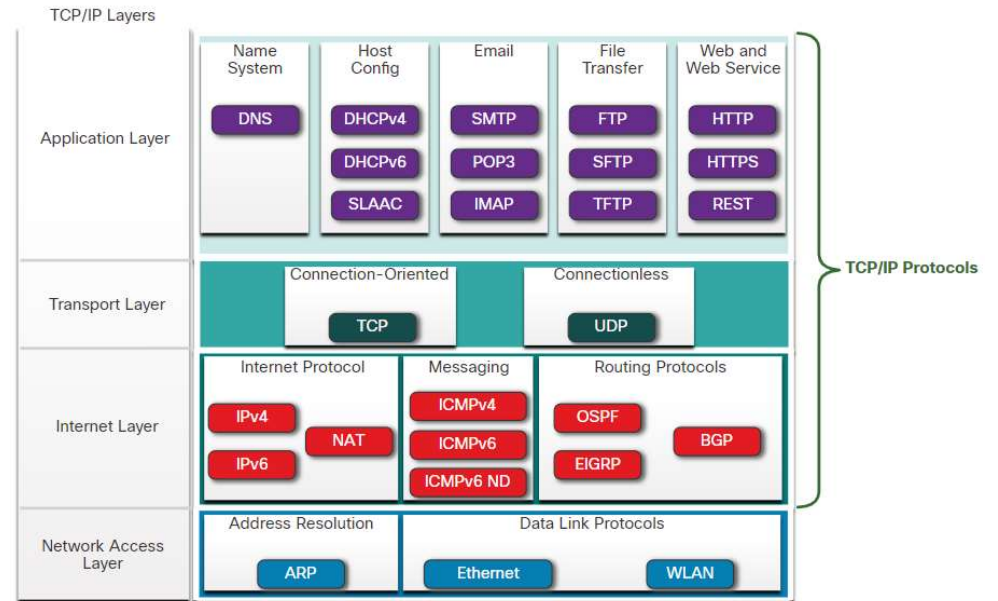 TCP/IP Layers
Application Layer
Name
System
DNS
Host
Config
DHCPv4
DHCPv6
SLAAC
Email
SMTP
POP3
IMAP
File
Transfer
FTP
SFTP
TFTP
Web and
Web Service
HTTP
HTTPS
REST
TCP/IP Protocols
Transport Layer
Connection-Oriented
TCP
Connectionless
UDP
Internet Layer
Internet Protocol
IPv4
IPv6
NAT
Messaging
ICMPv4
ICMPv6
ICMPv6 ND
Routing Protocols
OSPF
EIGRP
BGP
Network Access
Layer
Address Resolution
ARP
Data Link Protocols
Ethernet
WLAN